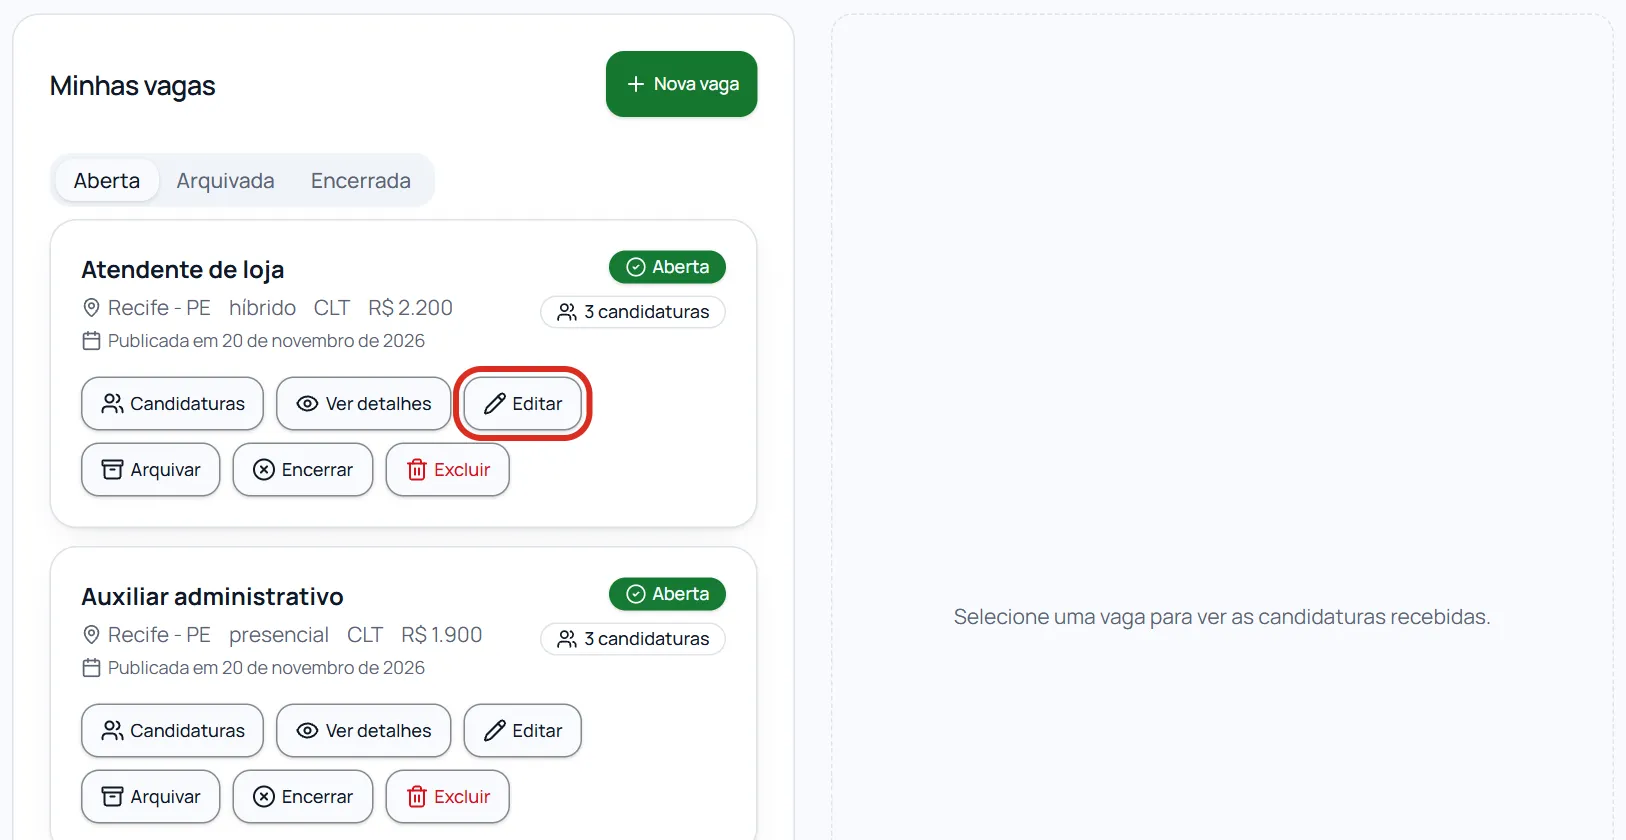 Minhas vagas
Nova vaga
Aberta Arquivada Encerrada
Atendente de loja
Aberta
Recife - PE híbrido CLT R$ 2.200
3 candidaturas
Publicada em 20 de novembro de 2026
Candidaturas Ver detalhes Editar
Arquivar Encerrar Excluir
Auxiliar administrativo
Aberta
Recife - PE presencial CLT R$ 1.900
3 candidaturas
Publicada em 20 de novembro de 2026
Candidaturas Ver detalhes Editar
Arquivar Encerrar Excluir
Selecione uma vaga para ver as candidaturas recebidas.